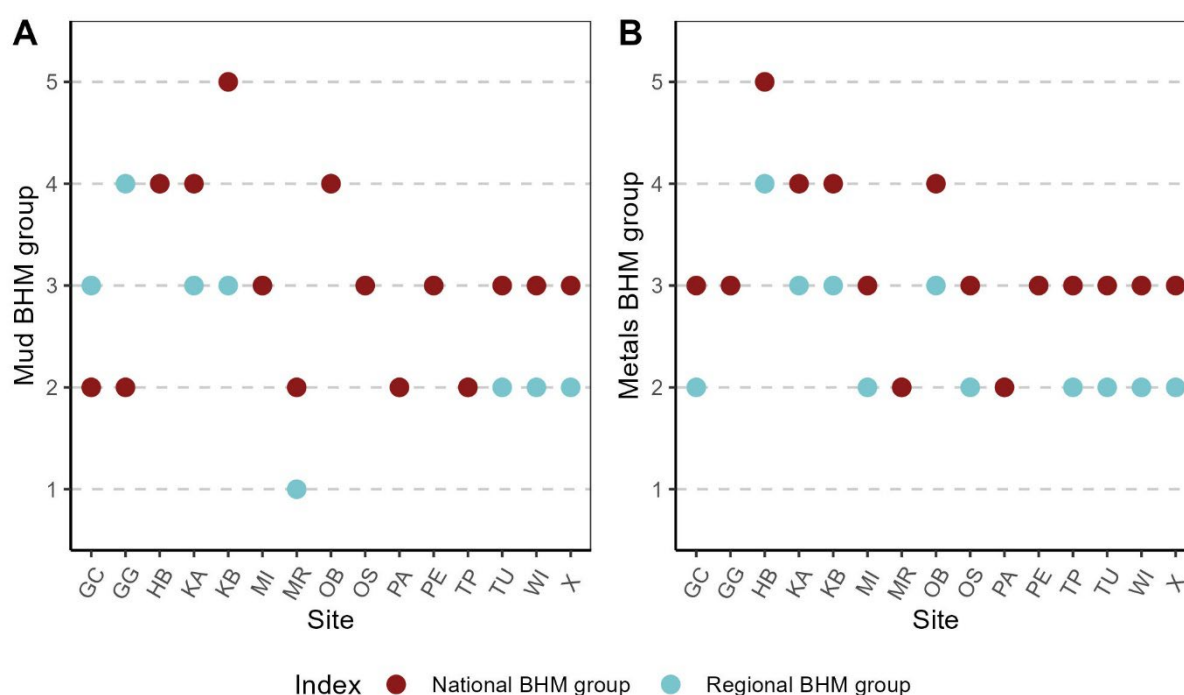 A
Mud BHM group
5
4
3
2
1
GC GG HB KA KB MI MR OB OS PA PE TP TU WI X
Site
B
Metals BHM group
5
4
3
2
1
GC GG HB KA KB MI MR OB OS PA PE TP TU WI X
Site
Index National BHM group Regional BHM group